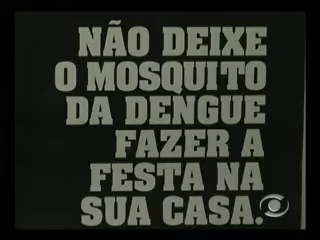 NÃO DEIXE
O MOSQUITO
DA DENGUE
FAZER A
FESTA NA
SUA CASA.